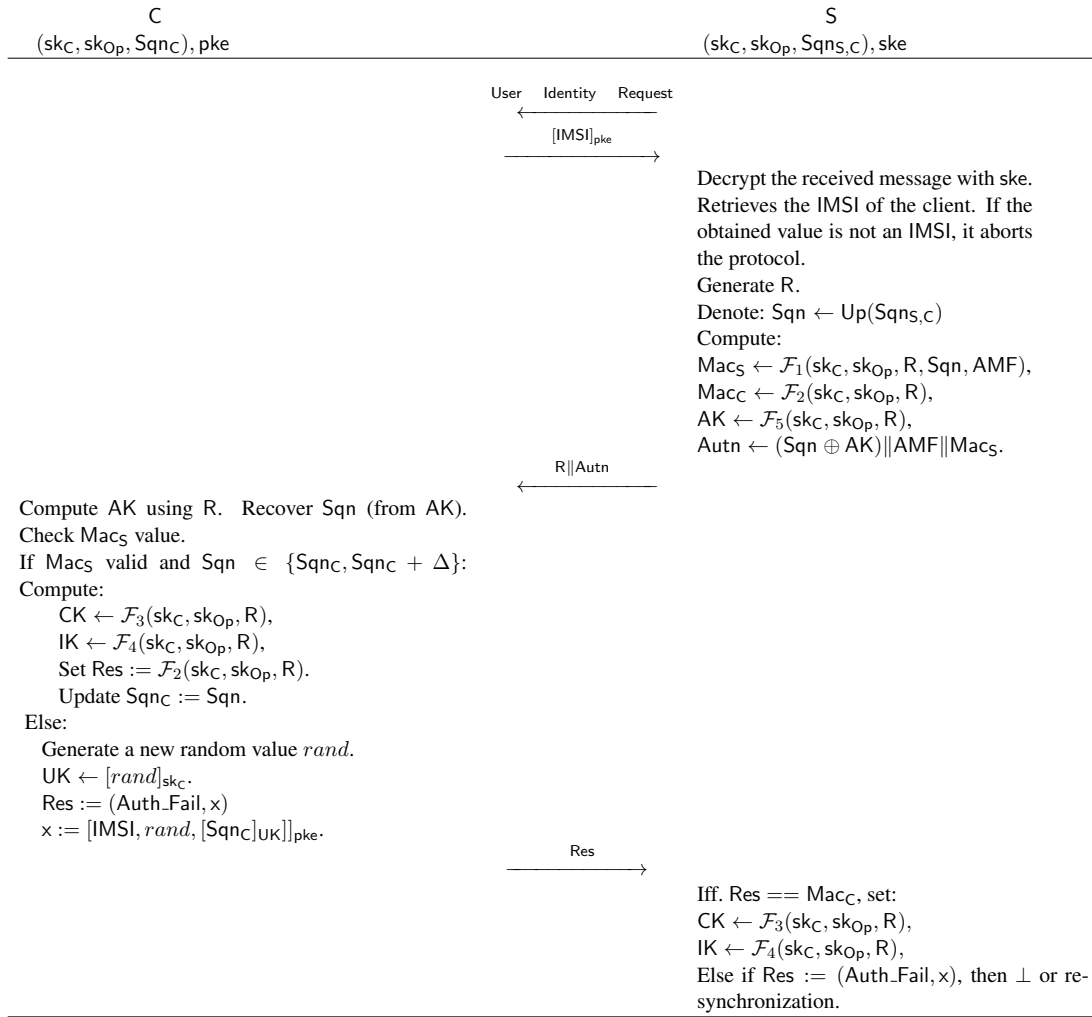 C
S
(sk_C, sk_Op, Sqn_C), pke
(sk_C, sk_Op, Sqn_S,C), ske
User Identity Request
[IMSI]_pke
Decrypt the received message with ske.
Retrieves the IMSI of the client. If the
obtained value is not an IMSI, it aborts
the protocol.
Generate R.
Denote: Sqn ← Up(Sqn_S,C)
Compute:
Mac_S ← F_1(sk_C, sk_Op, R, Sqn, AMF),
Mac_C ← F_2(sk_C, sk_Op, R),
AK ← F_5(sk_C, sk_Op, R),
Autn ← (Sqn ⊕ AK)‖AMF‖Mac_S.
R‖Autn
Compute AK using R. Recover Sqn (from AK).
Check Mac_S value.
If Mac_S valid and Sqn ∈ {Sqn_C, Sqn_C + Δ}:
Compute:
CK ← F_3(sk_C, sk_Op, R),
IK ← F_4(sk_C, sk_Op, R),
Set Res := F_2(sk_C, sk_Op, R).
Update Sqn_C := Sqn.
Else:
Generate a new random value rand.
UK ← [rand]_sk_C.
Res := (Auth_Fail, x)
x := [IMSI, rand, [Sqn_C]_UK]]_pke.
Res
Iff. Res == Mac_C, set:
CK ← F_3(sk_C, sk_Op, R),
IK ← F_4(sk_C, sk_Op, R),
Else if Res := (Auth_Fail, x), then ⊥ or re-
synchronization.